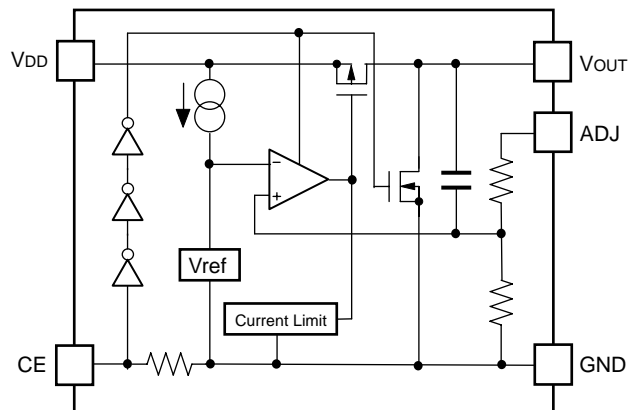 VDD
VOUT
ADJ
−
+
Vref
Current Limit
CE
GND